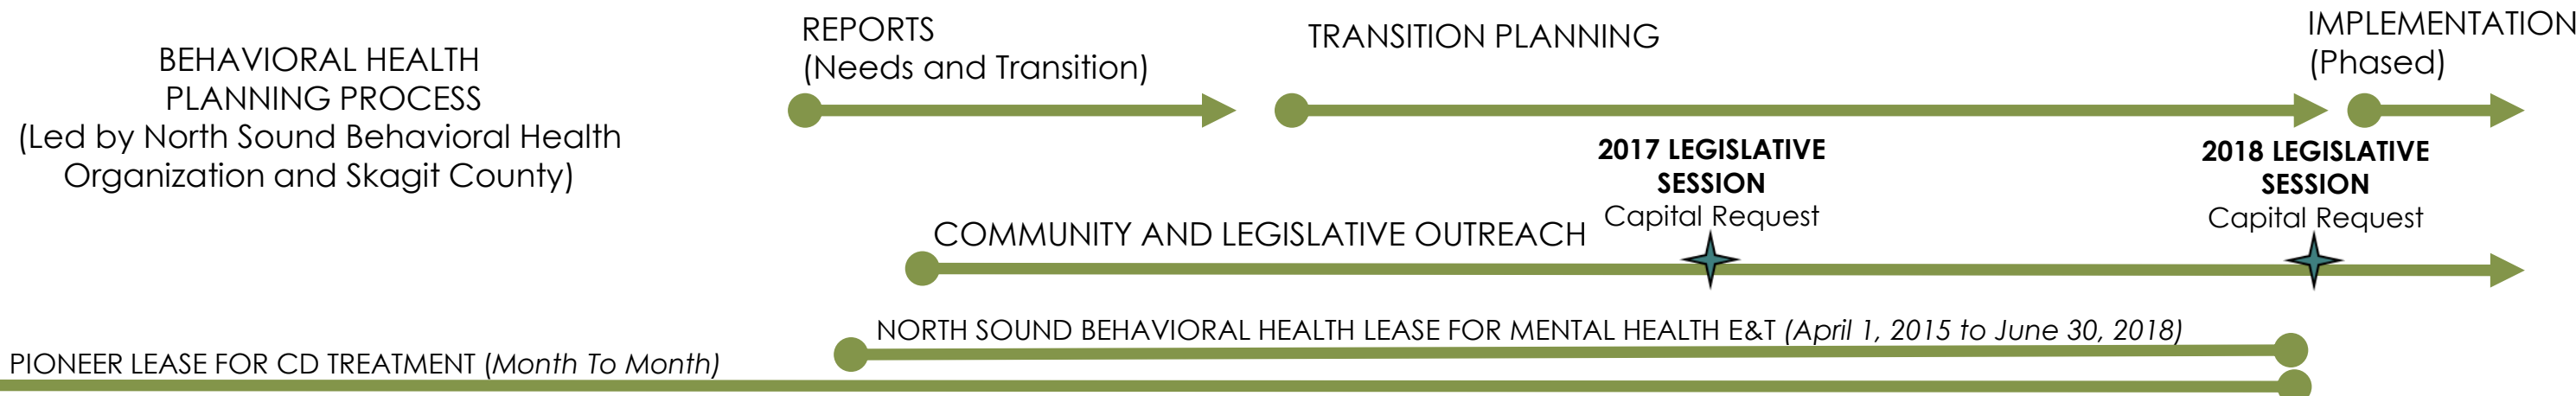 BEHAVIORAL HEALTH
PLANNING PROCESS
(Led by North Sound Behavioral Health
Organization and Skagit County)
REPORTS
(Needs and Transition)
TRANSITION PLANNING
IMPLEMENTATION
(Phased)
2017 LEGISLATIVE
SESSION
Capital Request
2018 LEGISLATIVE
SESSION
Capital Request
COMMUNITY AND LEGISLATIVE OUTREACH
NORTH SOUND BEHAVIORAL HEALTH LEASE FOR MENTAL HEALTH E&T (April 1, 2015 to June 30, 2018)
PIONEER LEASE FOR CD TREATMENT (Month To Month)